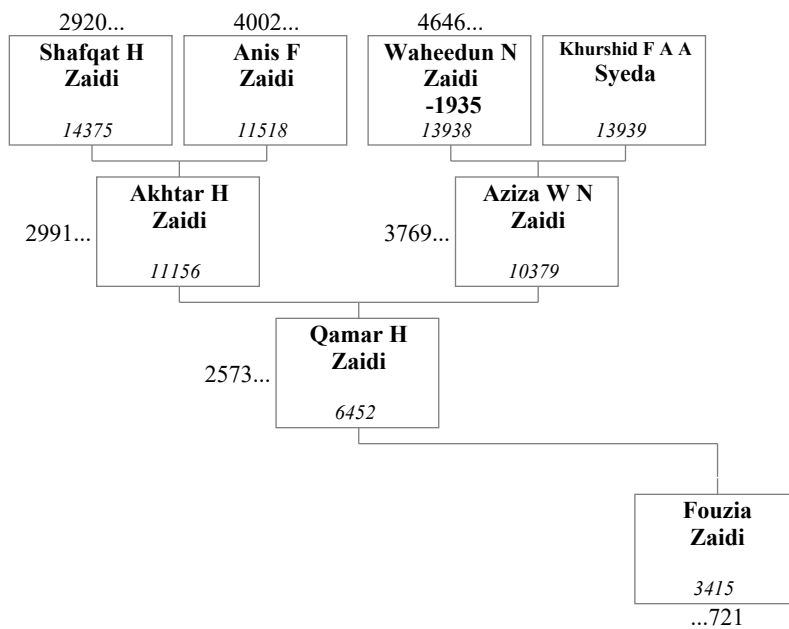 2920...
4002...
4646...
Shafqat H
Zaidi
14375
Anis F
Zaidi
11518
Waheedun N
Zaidi
-1935
13938
Khurshid F A A
Syeda
13939
2991...
Akhtar H
Zaidi
11156
3769...
Aziza W N
Zaidi
10379
2573...
Qamar H
Zaidi
6452
Fouzia
Zaidi
3415
...721